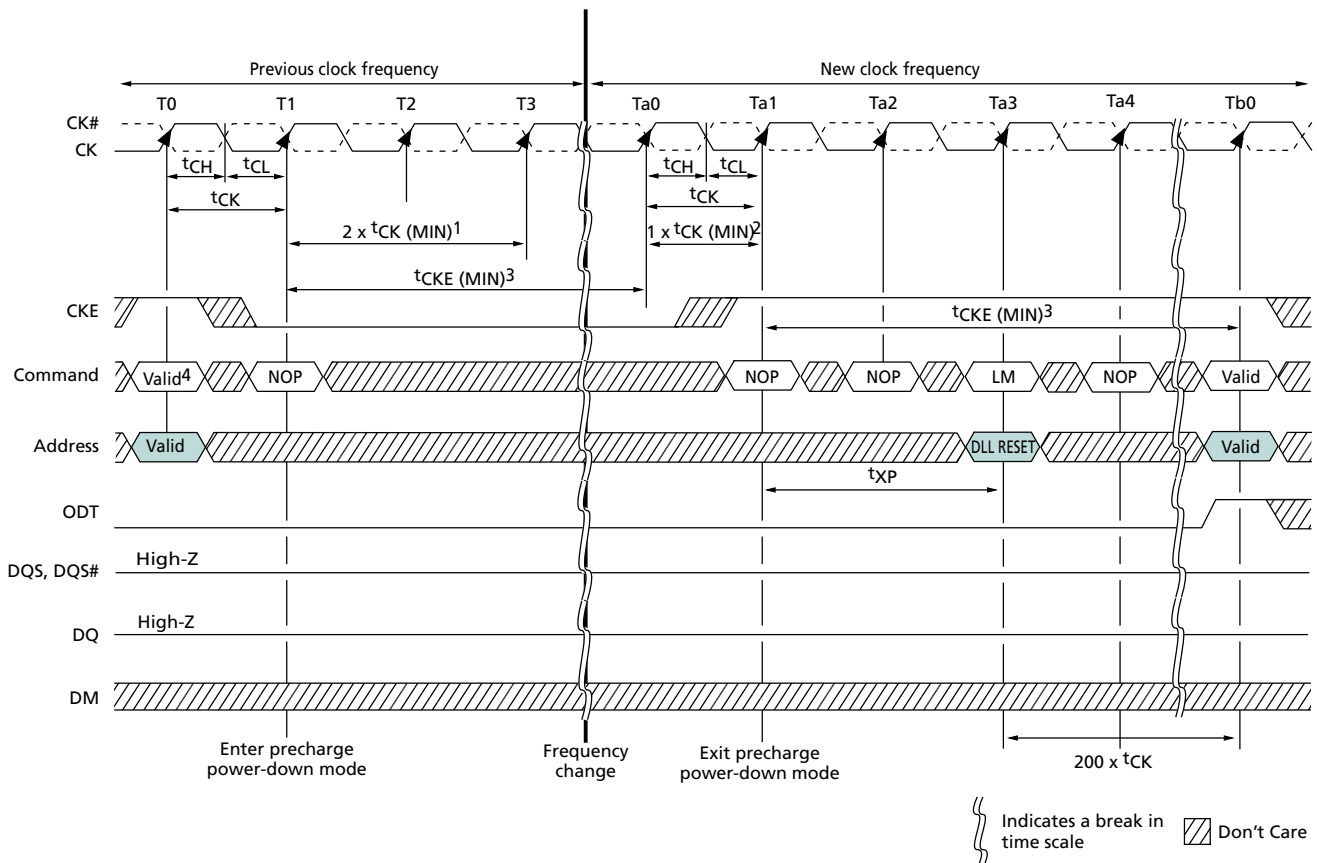 Previous clock frequency
New clock frequency
T0 T1 T2 T3 Ta0 Ta1 Ta2 Ta3 Ta4 Tb0
CK#
CK
tCH tCL tCH tCL
tCK tCK
2 x tCK (MIN)1 1 x tCK (MIN)2
tCKE (MIN)3
CKE
tCKE (MIN)3
Command Valid4 NOP NOP NOP LM NOP Valid
Address Valid DLL RESET Valid
tXP
ODT
High-Z
DQS, DQS#
High-Z
DQ
DM
Enter precharge
power-down mode
Frequency
change
Exit precharge
power-down mode
200 x tCK
Indicates a break in
time scale
Don't Care